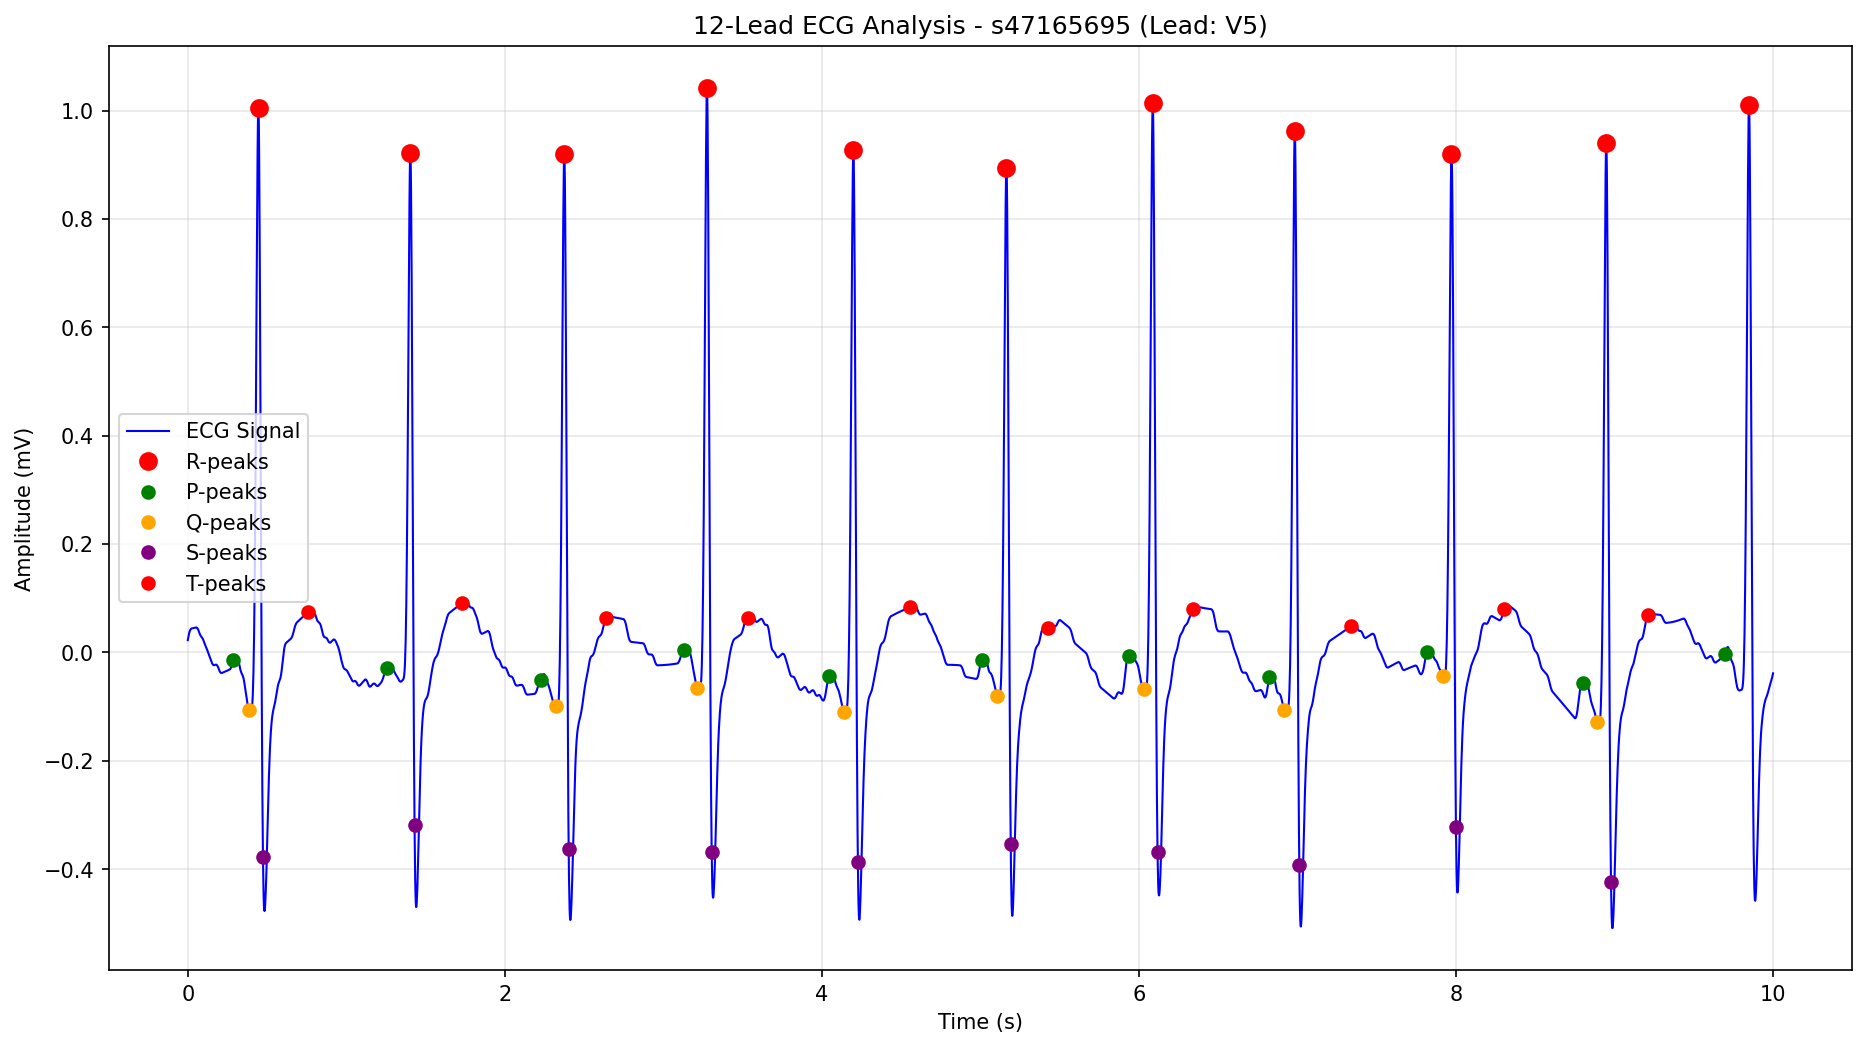 12-Lead ECG Analysis - s47165695 (Lead: V5)
Amplitude (mV)
1.0
0.8
0.6
0.4
0.2
0.0
−0.2
−0.4
ECG Signal
R-peaks
P-peaks
Q-peaks
S-peaks
T-peaks
0 2 4 6 8 10
Time (s)